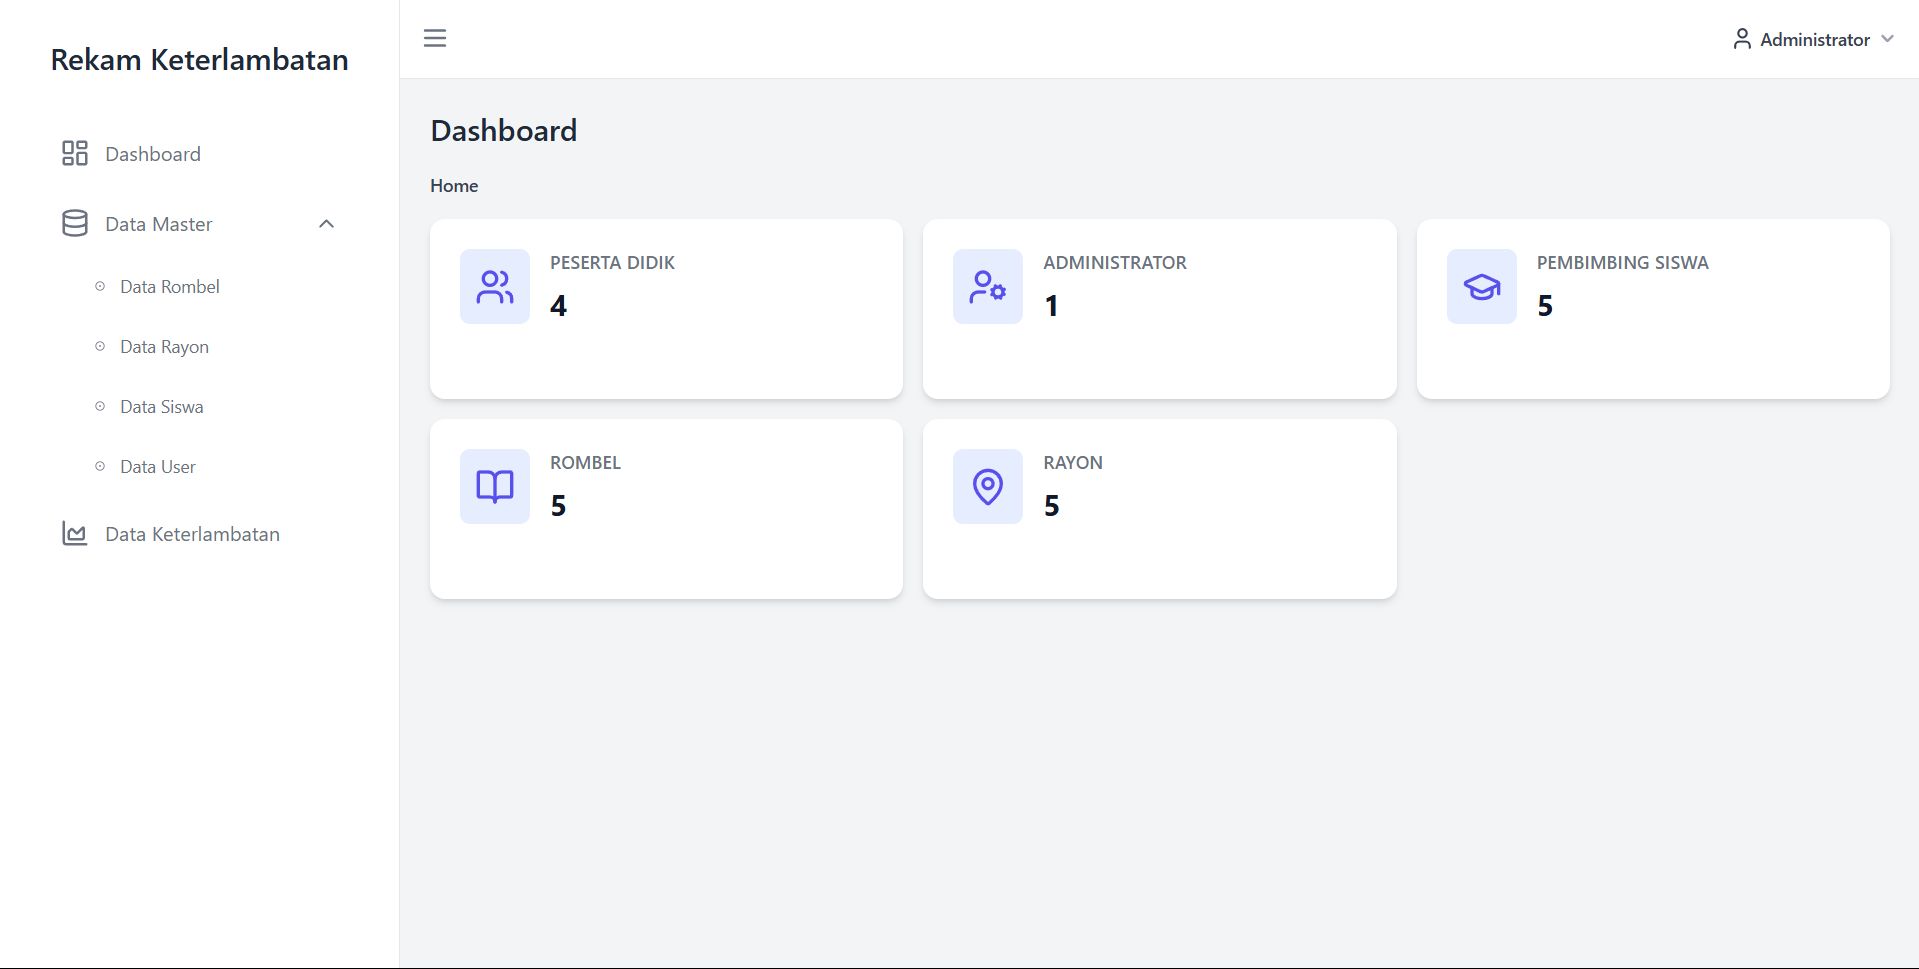 Rekam Keterlambatan
Dashboard
Data Master
Data Rombel
Data Rayon
Data Siswa
Data User
Data Keterlambatan
Administrator
Dashboard
Home
PESERTA DIDIK
4
ADMINISTRATOR
1
PEMBIMBING SISWA
5
ROMBEL
5
RAYON
5